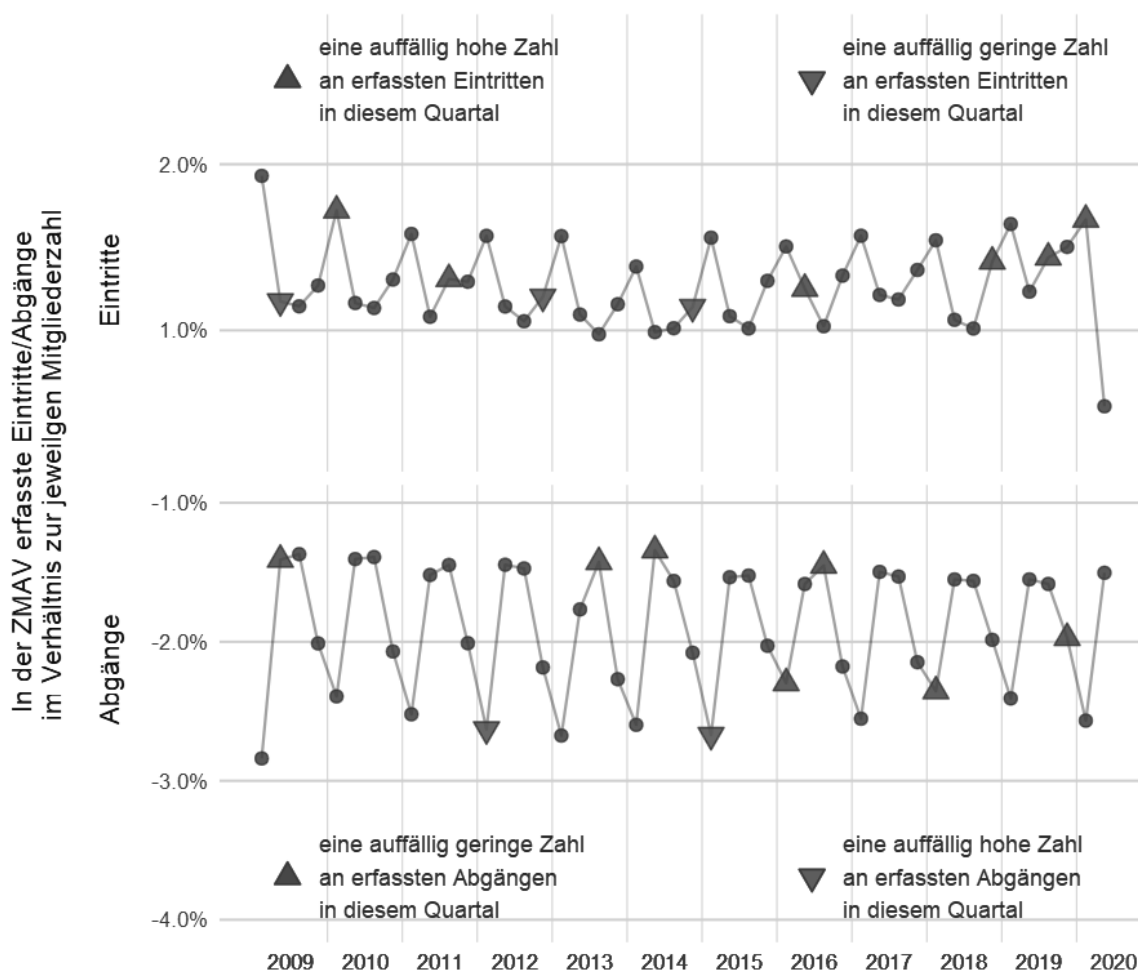 eine auffällig hohe Zahl
an erfassten Eintritten
in diesem Quartal
eine auffällig geringe Zahl
an erfassten Eintritten
in diesem Quartal
In der ZMAV erfasste Eintritte/Abgänge
im Verhältnis zur jeweilgen Mitgliederzahl
Eintritte
2.0%
1.0%
Abgänge
-1.0%
-2.0%
-3.0%
-4.0%
eine auffällig geringe Zahl
an erfassten Abgängen
in diesem Quartal
eine auffällig hohe Zahl
an erfassten Abgängen
in diesem Quartal
2009 2010 2011 2012 2013 2014 2015 2016 2017 2018 2019 2020